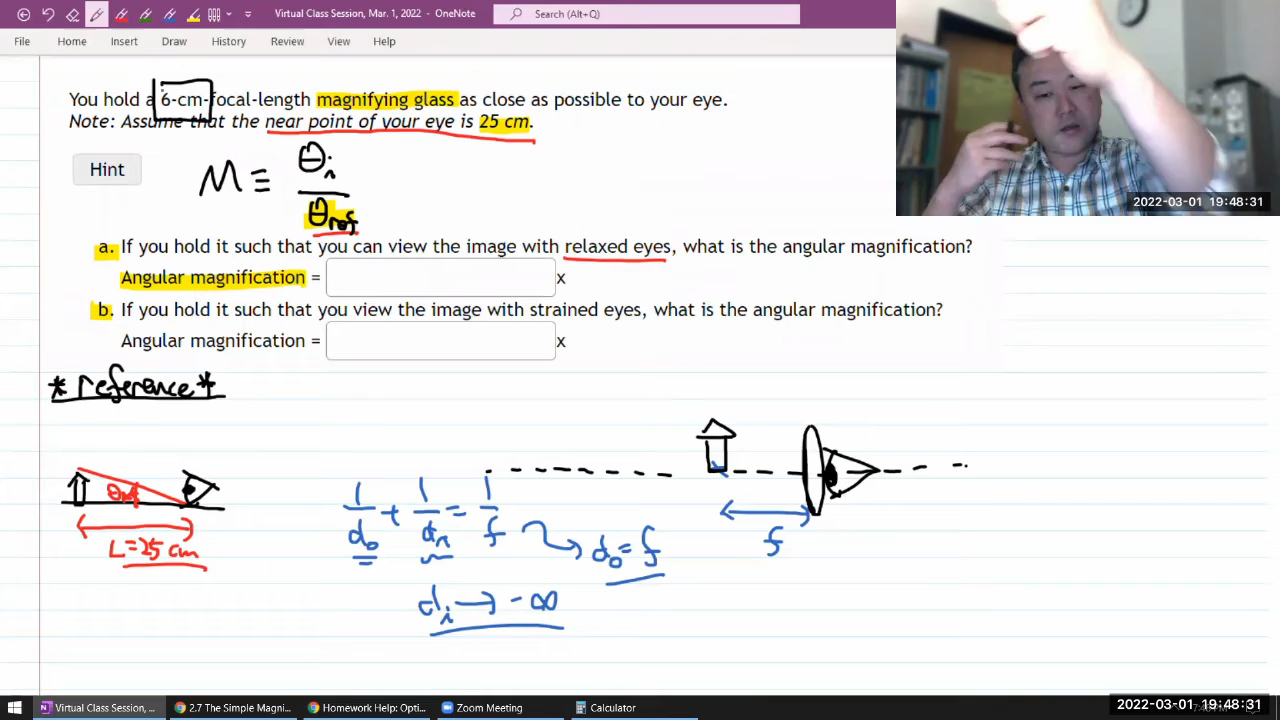 Virtual Class Session, Mar. 1, 2022 - OneNote
Search (Alt+Q)
File Home Insert Draw History Review View Help
You hold a 6-cm-focal-length magnifying glass as close as possible to your eye.
Note: Assume that the near point of your eye is 25 cm.
2022-03-01 19:48:31
Hint
M ≡ θi / θref
a. If you hold it such that you can view the image with relaxed eyes, what is the angular magnification?
Angular magnification = x
b. If you hold it such that you view the image with strained eyes, what is the angular magnification?
Angular magnification = x
*reference*
θref
L=25 cm
1/do + 1/di = 1/f
do = f
f
di → -∞
Virtual Class Session, ...
2.7 The Simple Magni...
Homework Help: Opti...
Zoom Meeting
Calculator
2022-03-01 19:48:31